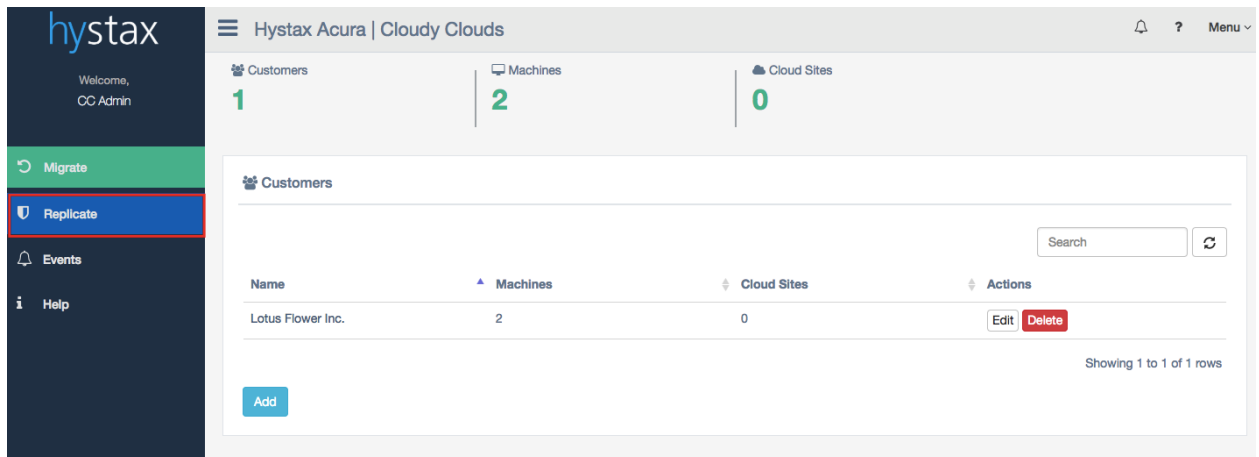 hystax
Hystax Acura | Cloudy Clouds
? Menu
Welcome,
CC Admin
Migrate
Replicate
Events
Help
Customers Machines Cloud Sites
1 2 0
Customers
Search
Name Machines Cloud Sites Actions
Lotus Flower Inc. 2 0 Edit Delete
Showing 1 to 1 of 1 rows
Add